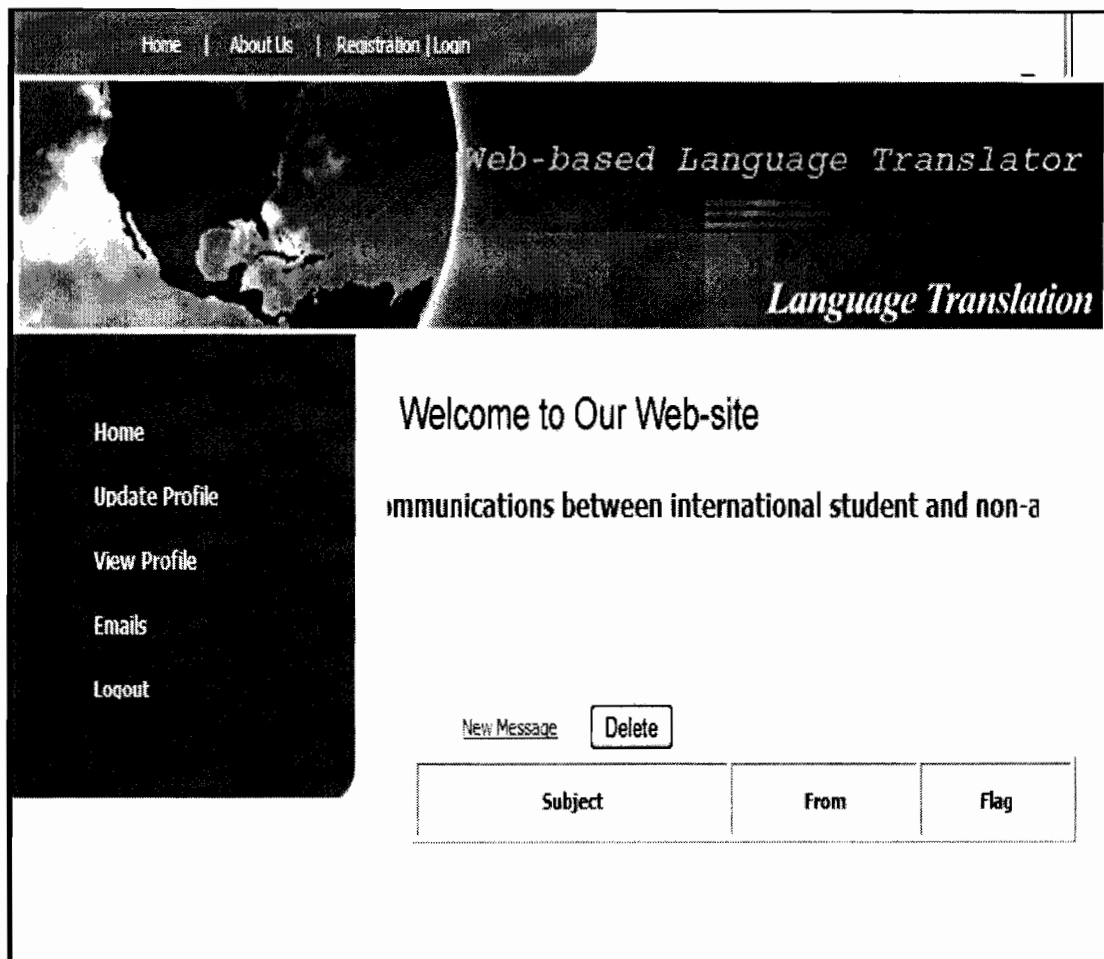 Home | About Us | Registration | Login
Web-based Language Translator
Language Translation
Home
Update Profile
View Profile
Emails
Logout
Welcome to Our Web-site
mmunications between international student and non-a
New Message Delete
Subject From Flag